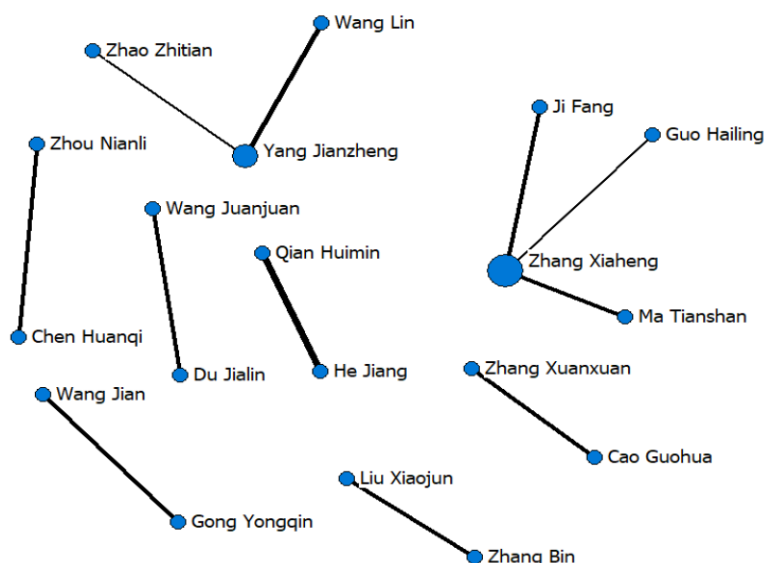 Wang Lin
Zhao Zhitian
Ji Fang
Guo Hailing
Zhou Nianli
Yang Jianzheng
Wang Juanjuan
Qian Huimin
Zhang Xiaheng
Ma Tianshan
Chen Huanqi
Du Jialin
He Jiang
Zhang Xuanxuan
Wang Jian
Cao Guohua
Liu Xiaojun
Gong Yongqin
Zhang Bin